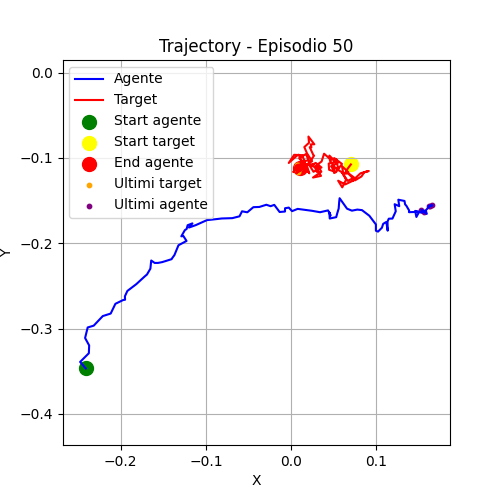 Trajectory - Episodio 50
Agente
Target
Start agente
Start target
End agente
Ultimi target
Ultimi agente
Y
0.0
−0.1
−0.2
−0.3
−0.4
−0.2
−0.1
0.0
0.1
X